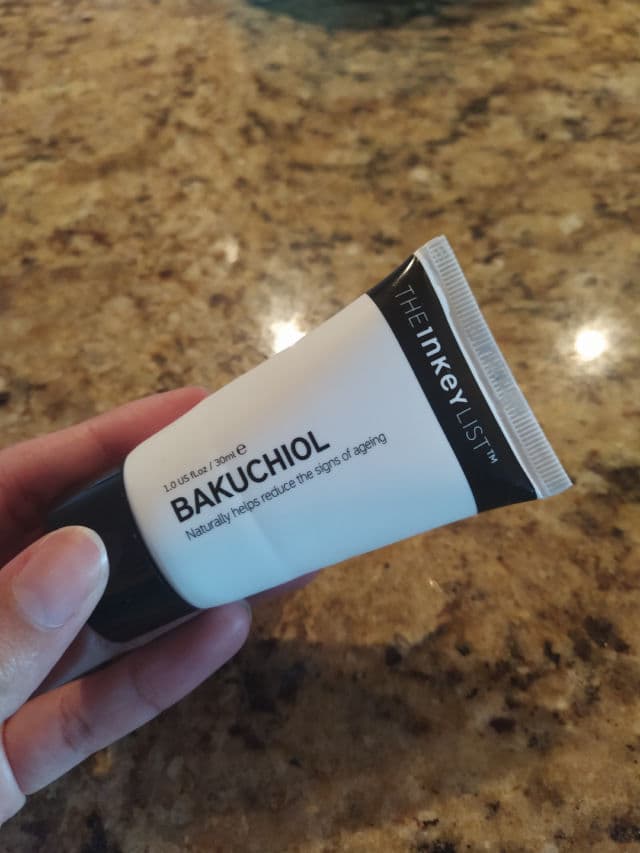 1.0 US fl.oz / 30ml ℮
BAKUCHIOL
Naturally helps reduce the signs of ageing
THE INKEY LIST™